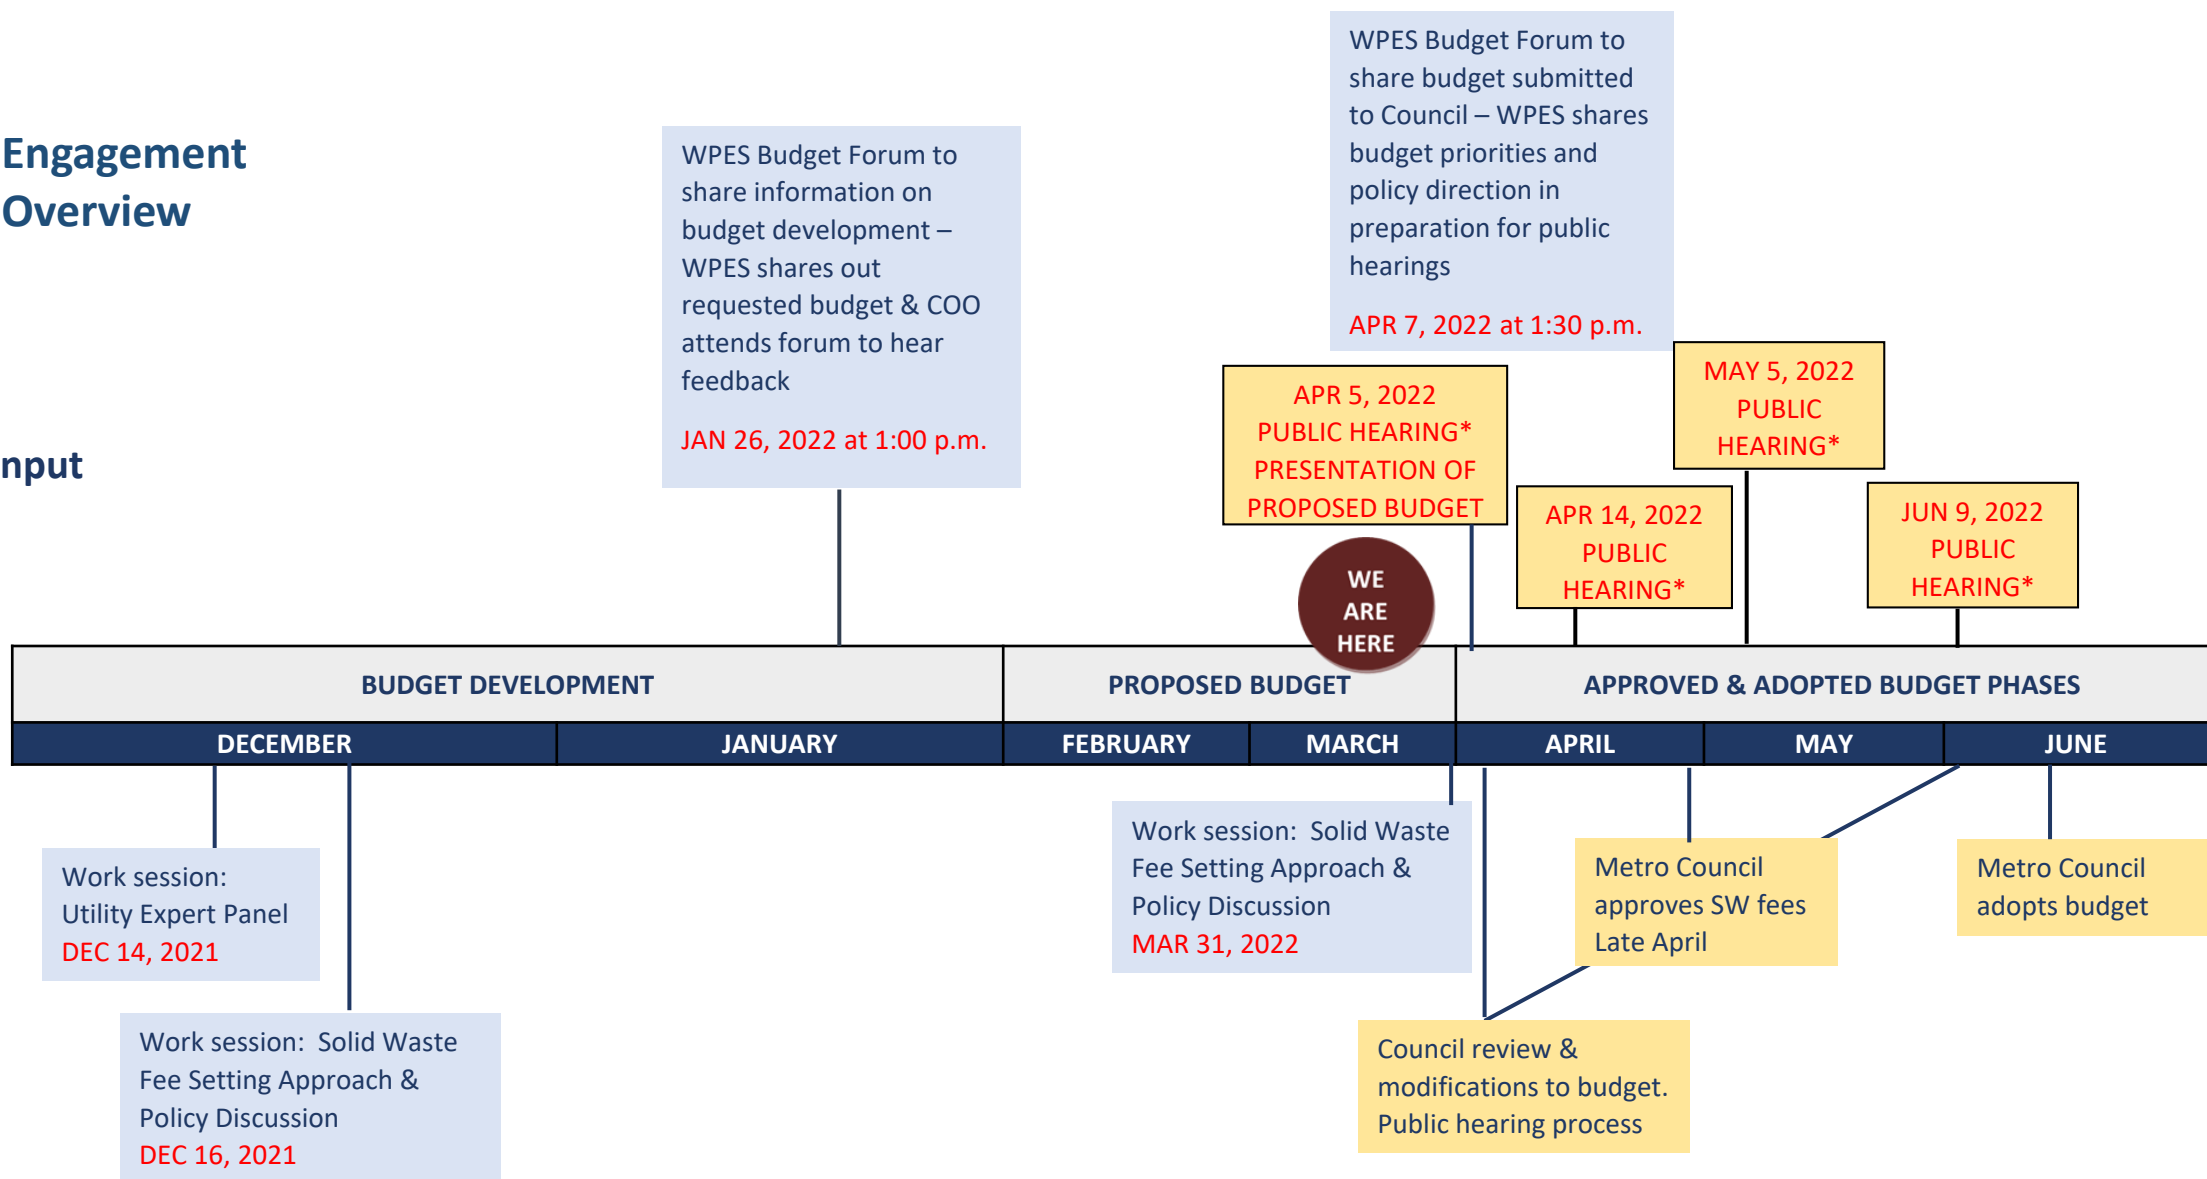 Engagement
Overview
nput
WPES Budget Forum to
share information on
budget development –
WPES shares out
requested budget & COO
attends forum to hear
feedback
JAN 26, 2022 at 1:00 p.m.
WPES Budget Forum to
share budget submitted
to Council – WPES shares
budget priorities and
policy direction in
preparation for public
hearings
APR 7, 2022 at 1:30 p.m.
APR 5, 2022
PUBLIC HEARING*
PRESENTATION OF
PROPOSED BUDGET
MAY 5, 2022
PUBLIC
HEARING*
APR 14, 2022
PUBLIC
HEARING*
JUN 9, 2022
PUBLIC
HEARING*
WE
ARE
HERE
BUDGET DEVELOPMENT
PROPOSED BUDGET
APPROVED & ADOPTED BUDGET PHASES
DECEMBER
JANUARY
FEBRUARY
MARCH
APRIL
MAY
JUNE
Work session:
Utility Expert Panel
DEC 14, 2021
Work session: Solid Waste
Fee Setting Approach &
Policy Discussion
DEC 16, 2021
Work session: Solid Waste
Fee Setting Approach &
Policy Discussion
MAR 31, 2022
Metro Council
approves SW fees
Late April
Metro Council
adopts budget
Council review &
modifications to budget.
Public hearing process